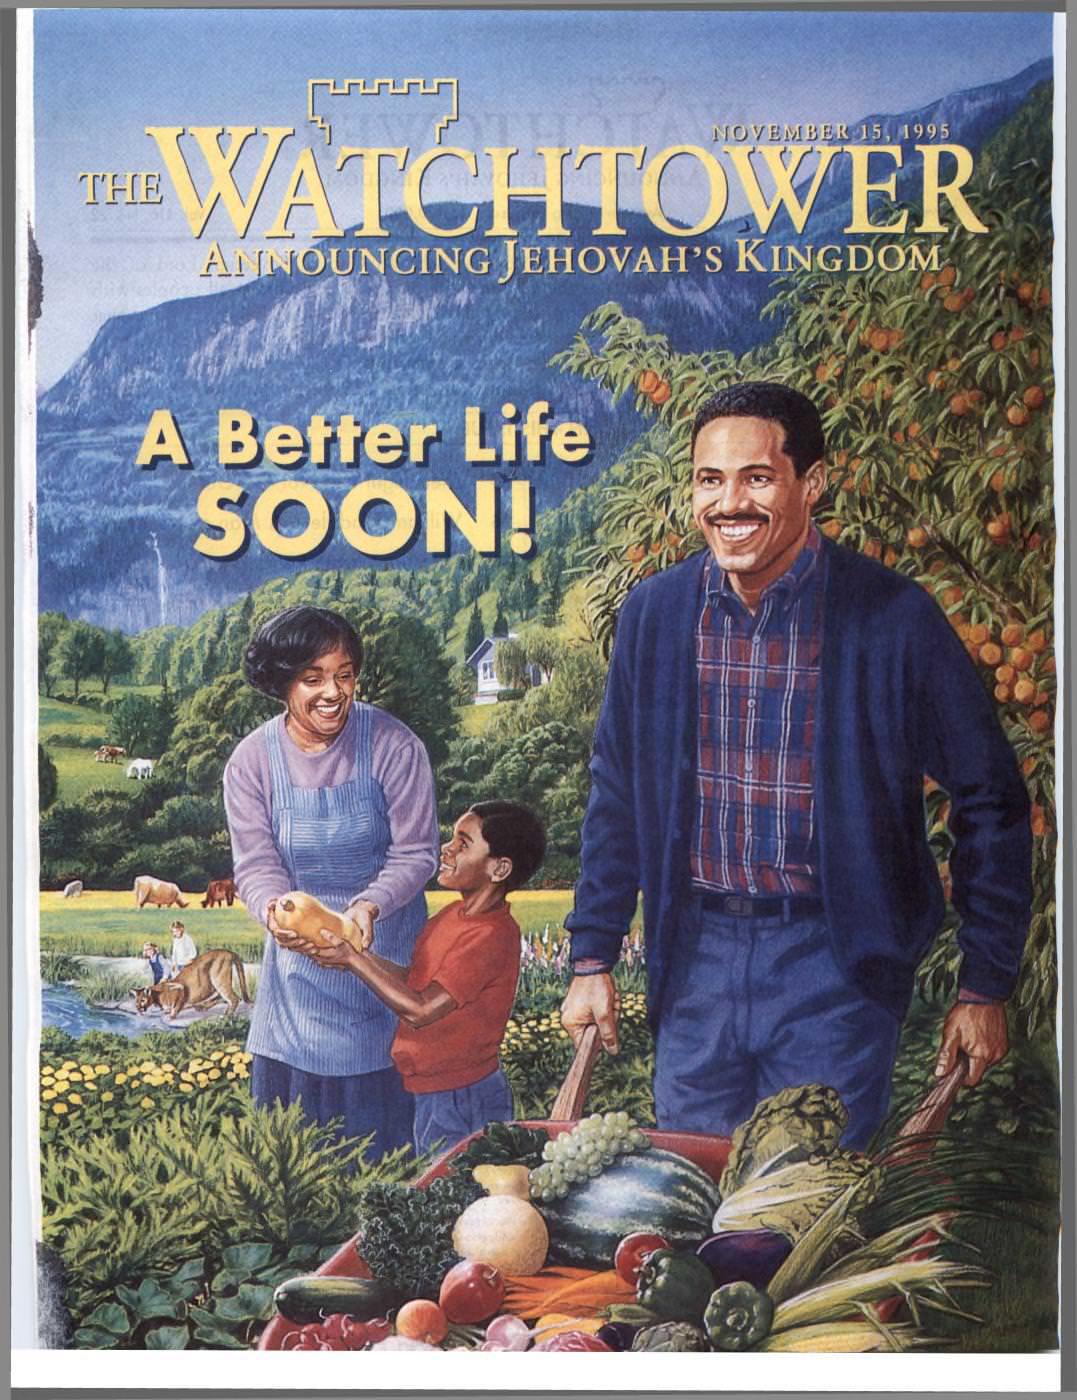 NOVEMBER 15, 1995
THE WATCHTOWER
ANNOUNCING JEHOVAH'S KINGDOM
A Better Life
SOON!